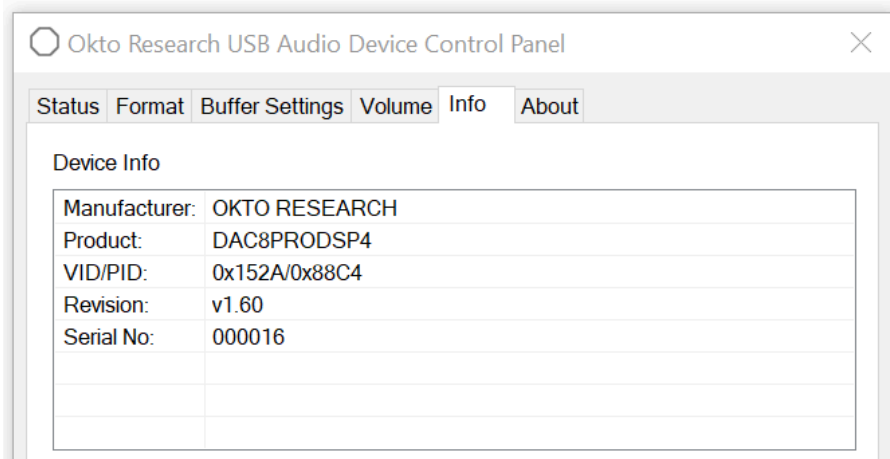 Okto Research USB Audio Device Control Panel
Status Format Buffer Settings Volume Info About
Device Info
Manufacturer: OKTO RESEARCH
Product: DAC8PRODSP4
VID/PID: 0x152A/0x88C4
Revision: v1.60
Serial No: 000016